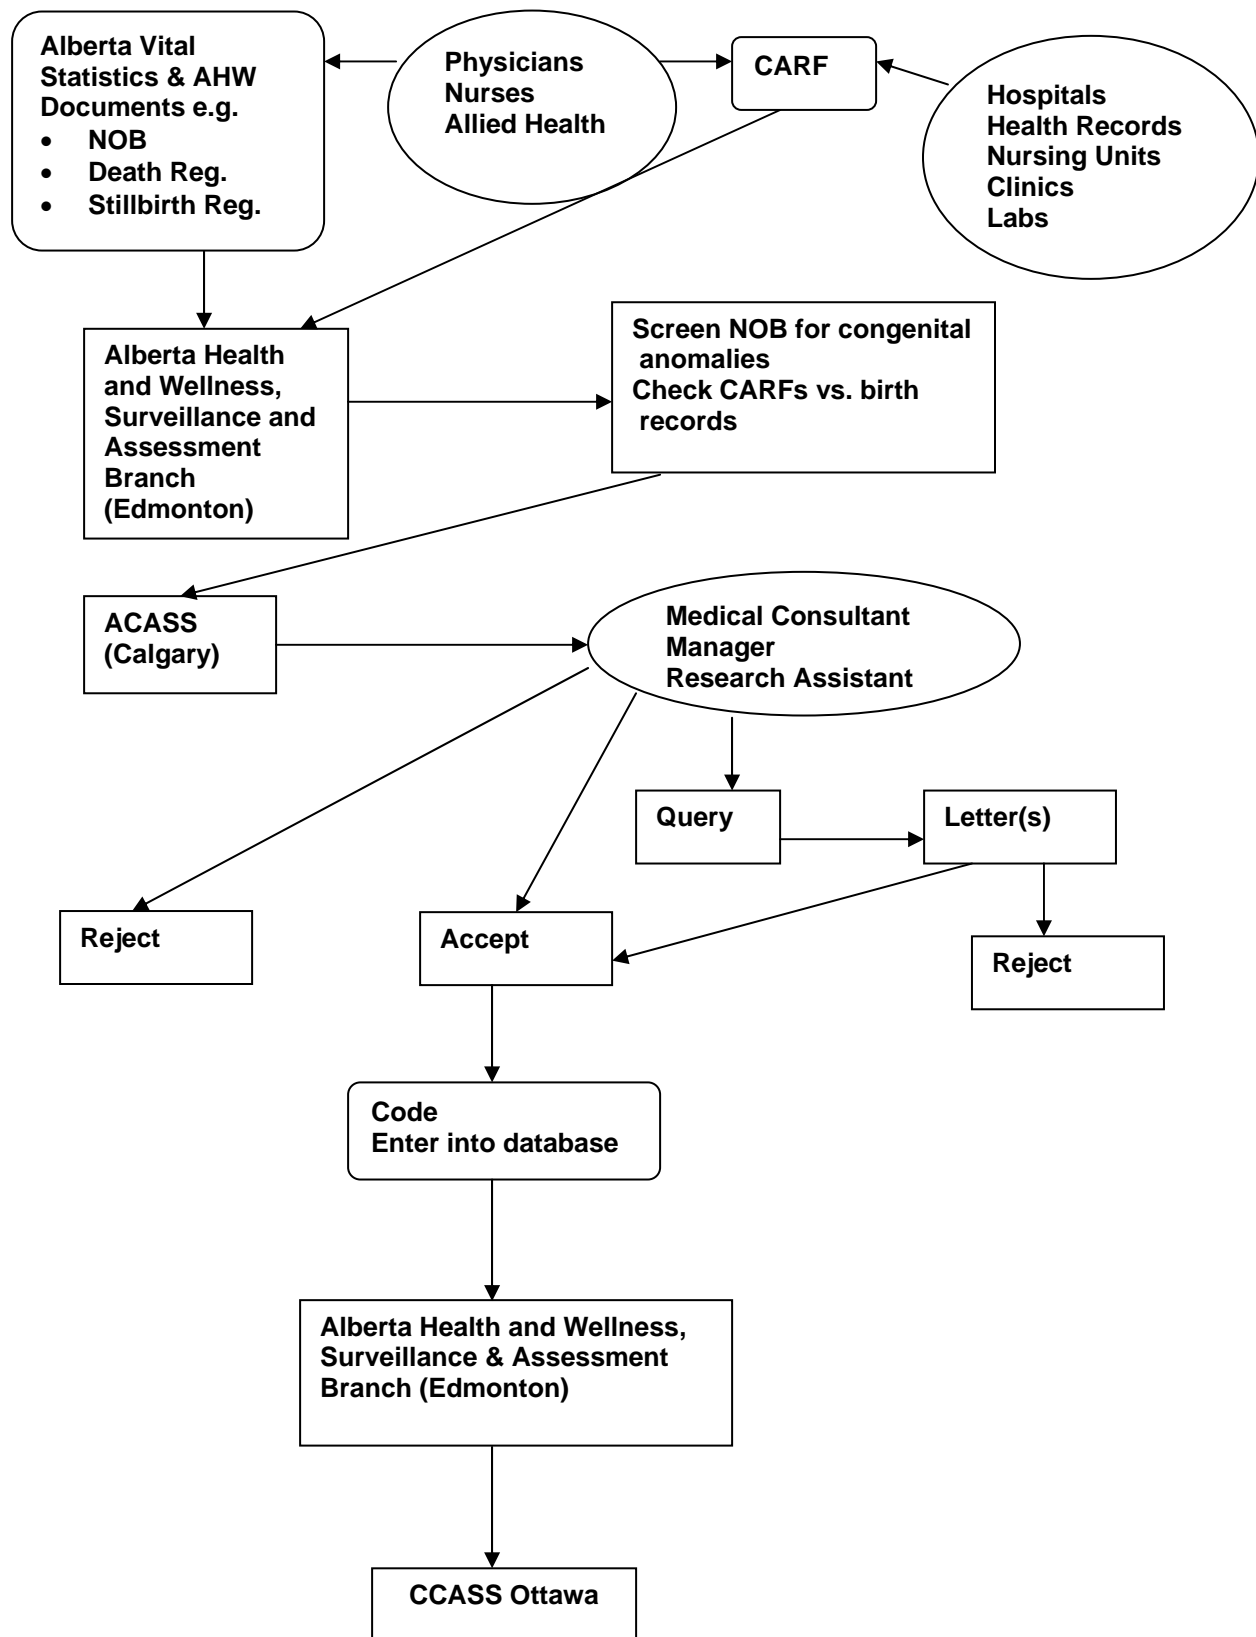 Alberta Vital
Statistics & AHW
Documents e.g.
• NOB
• Death Reg.
• Stillbirth Reg.
Physicians
Nurses
Allied Health
CARF
Hospitals
Health Records
Nursing Units
Clinics
Labs
Alberta Health
and Wellness,
Surveillance and
Assessment
Branch
(Edmonton)
Screen NOB for congenital
anomalies
Check CARFs vs. birth
records
ACASS
(Calgary)
Medical Consultant
Manager
Research Assistant
Query
Letter(s)
Reject
Accept
Reject
Code
Enter into database
Alberta Health and Wellness,
Surveillance & Assessment
Branch (Edmonton)
CCASS Ottawa